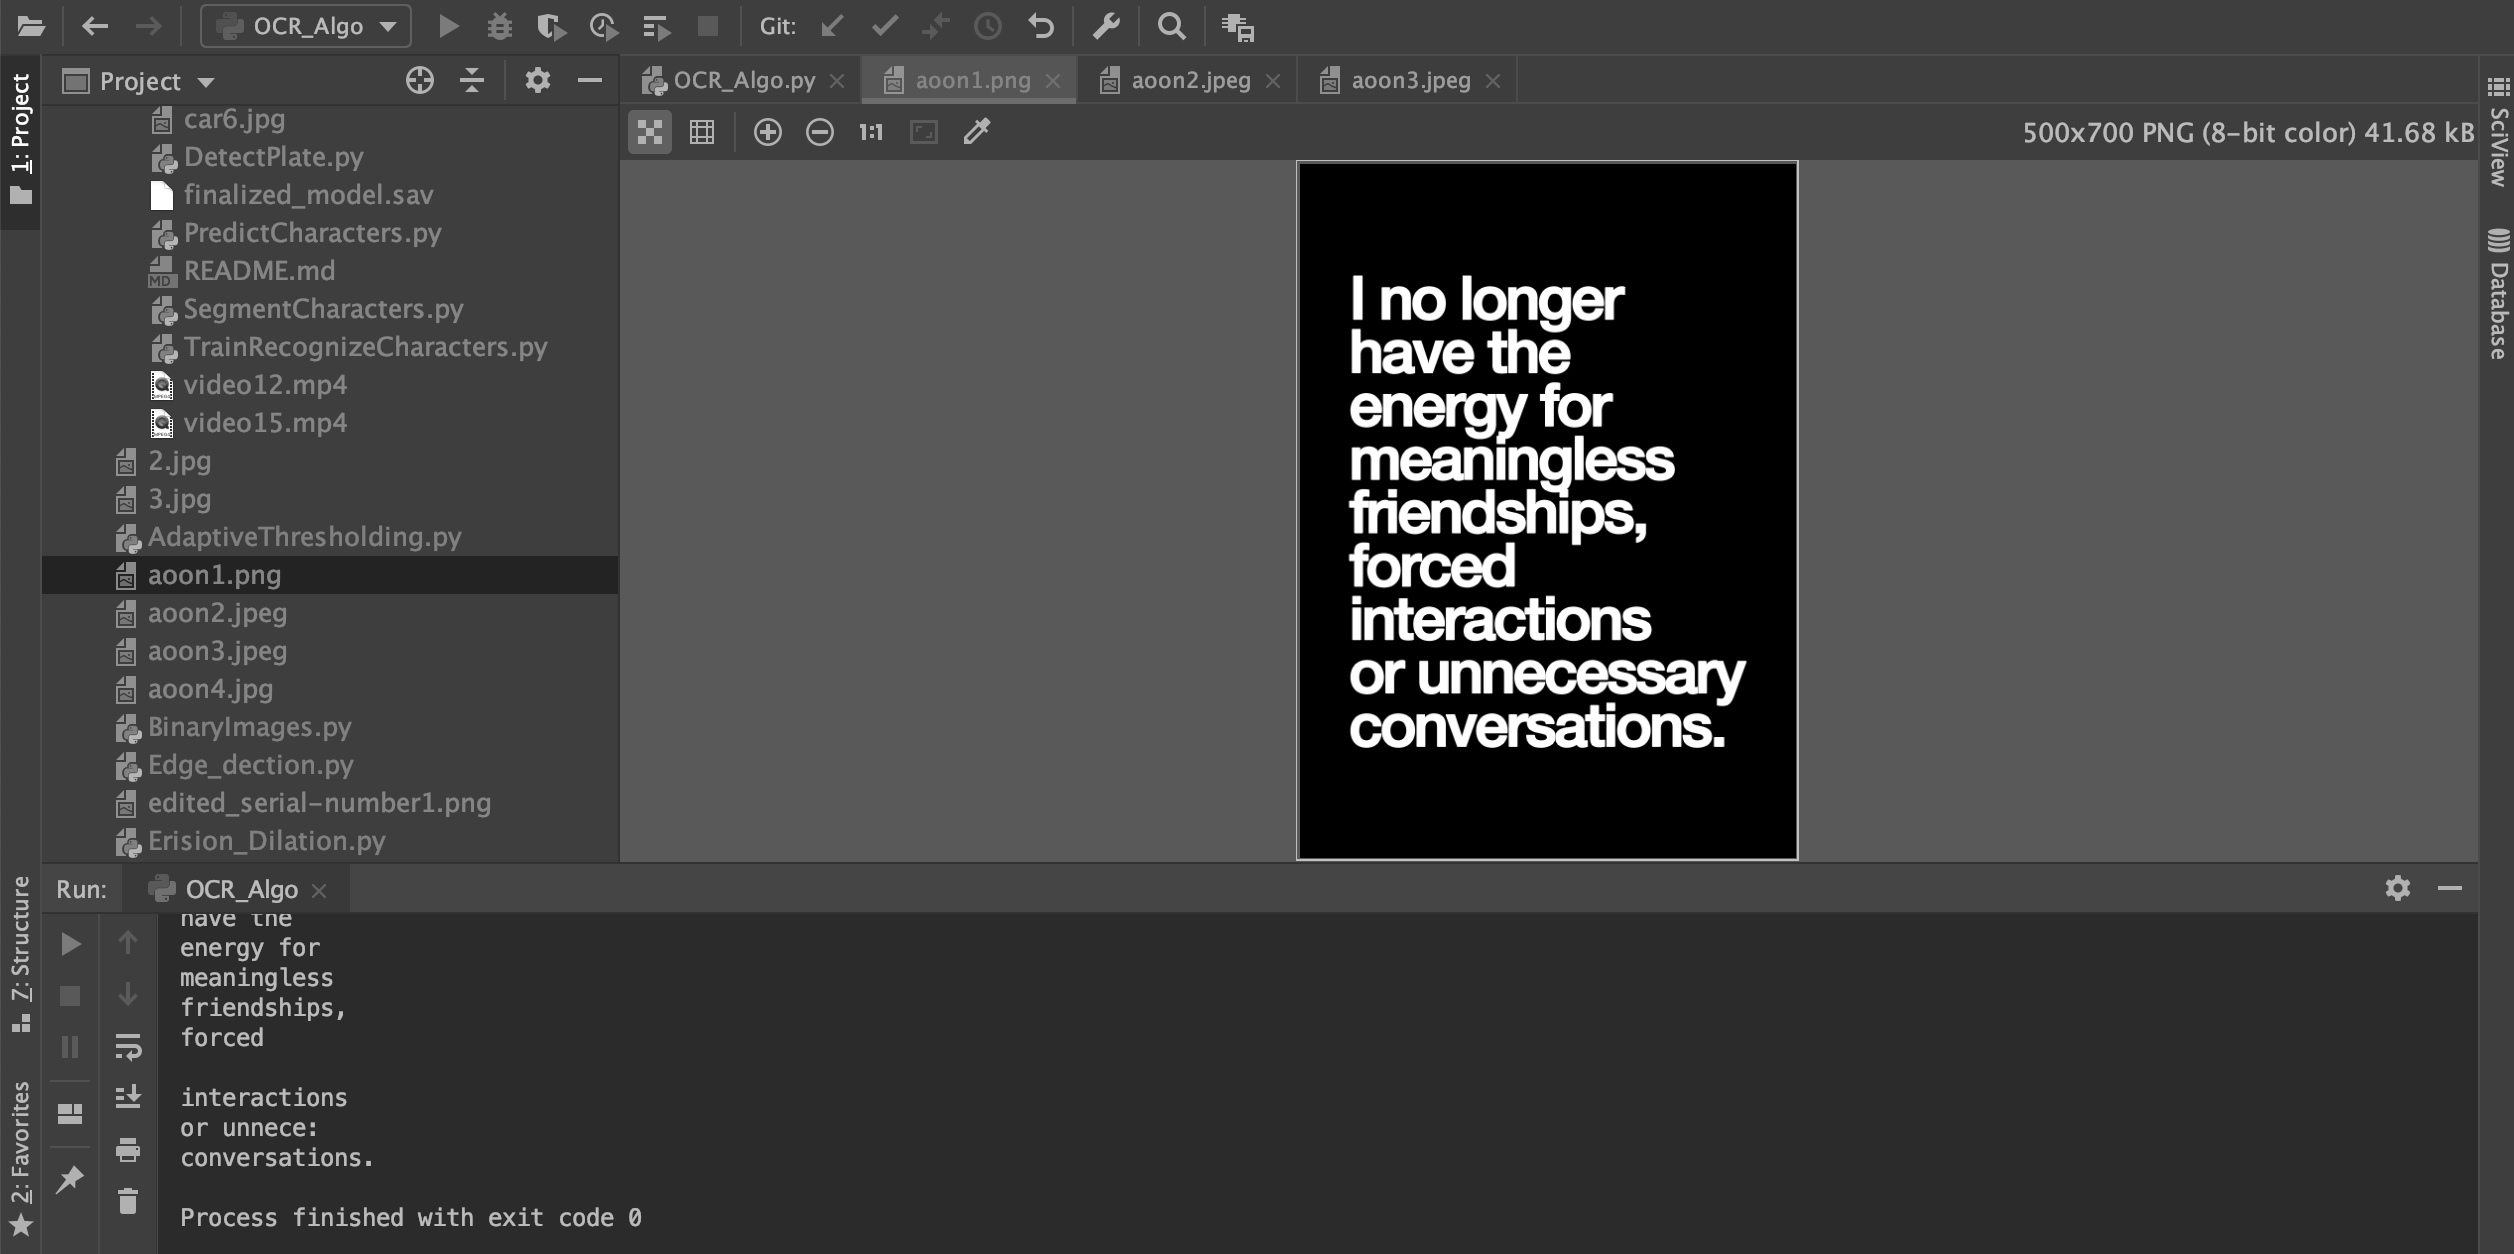 OCR_Algo
Git:
1: Project
Project
OCR_Algo.py
aoon1.png
aoon2.jpeg
aoon3.jpeg
1:1
500x700 PNG (8-bit color) 41.68 kB
SciView
Database
car6.jpg
DetectPlate.py
finalized_model.sav
PredictCharacters.py
MD README.md
SegmentCharacters.py
TrainRecognizeCharacters.py
video12.mp4
video15.mp4
2.jpg
3.jpg
AdaptiveThresholding.py
aoon1.png
aoon2.jpeg
aoon3.jpeg
aoon4.jpg
BinaryImages.py
Edge_dection.py
edited_serial-number1.png
Erision_Dilation.py
I no longer
have the
energy for
meaningless
friendships,
forced
interactions
or unnecessary
conversations.
7: Structure
2: Favorites
Run:
OCR_Algo
have the
energy for
meaningless
friendships,
forced
interactions
or unnece:
conversations.
Process finished with exit code 0